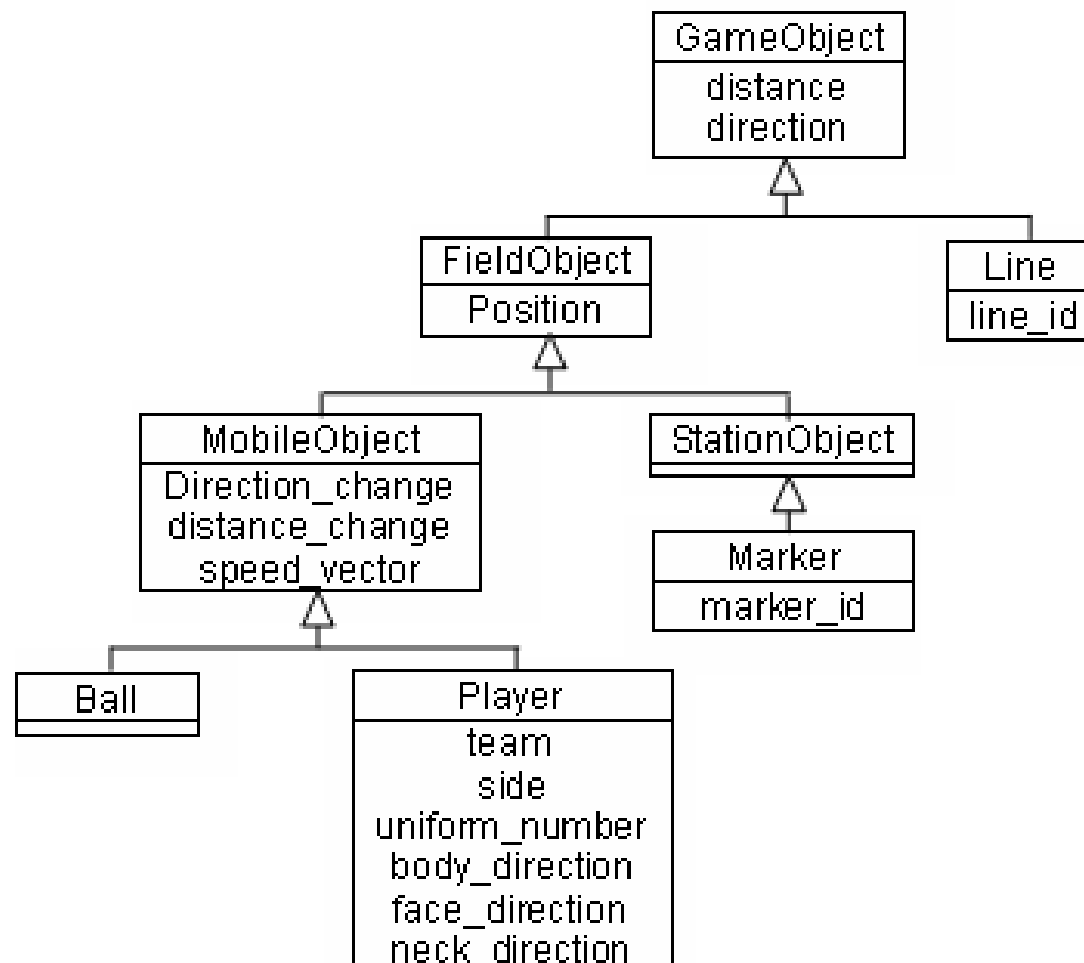 GameObject
distance
direction
FieldObject
Position
Line
line_id
MobileObject
Direction_change
distance_change
speed_vector
StationObject
Marker
marker_id
Ball
Player
team
side
uniform_number
body_direction
face_direction
neck_direction